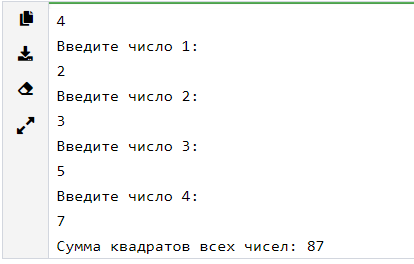 4
Введите число 1:
2
Введите число 2:
3
Введите число 3:
5
Введите число 4:
7
Сумма квадратов всех чисел: 87